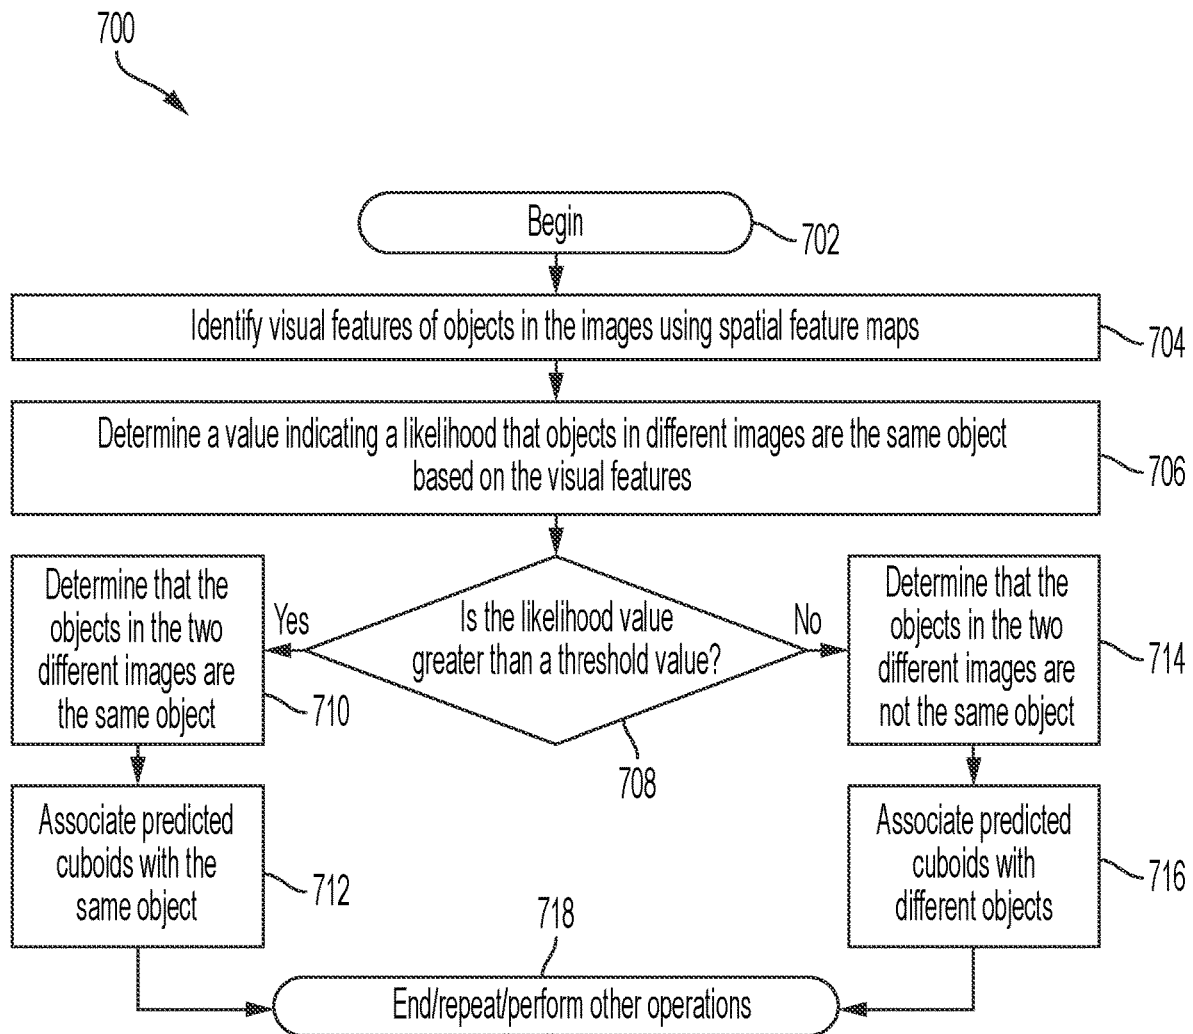 700
Begin
702
Identify visual features of objects in the images using spatial feature maps
704
Determine a value indicating a likelihood that objects in different images are the same object
based on the visual features
706
Is the likelihood value
greater than a threshold value?
708
Yes
No
Determine that the
objects in the two
different images are
the same object
710
Associate predicted
cuboids with the
same object
712
Determine that the
objects in the two
different images are
not the same object
714
Associate predicted
cuboids with
different objects
716
718
End/repeat/perform other operations